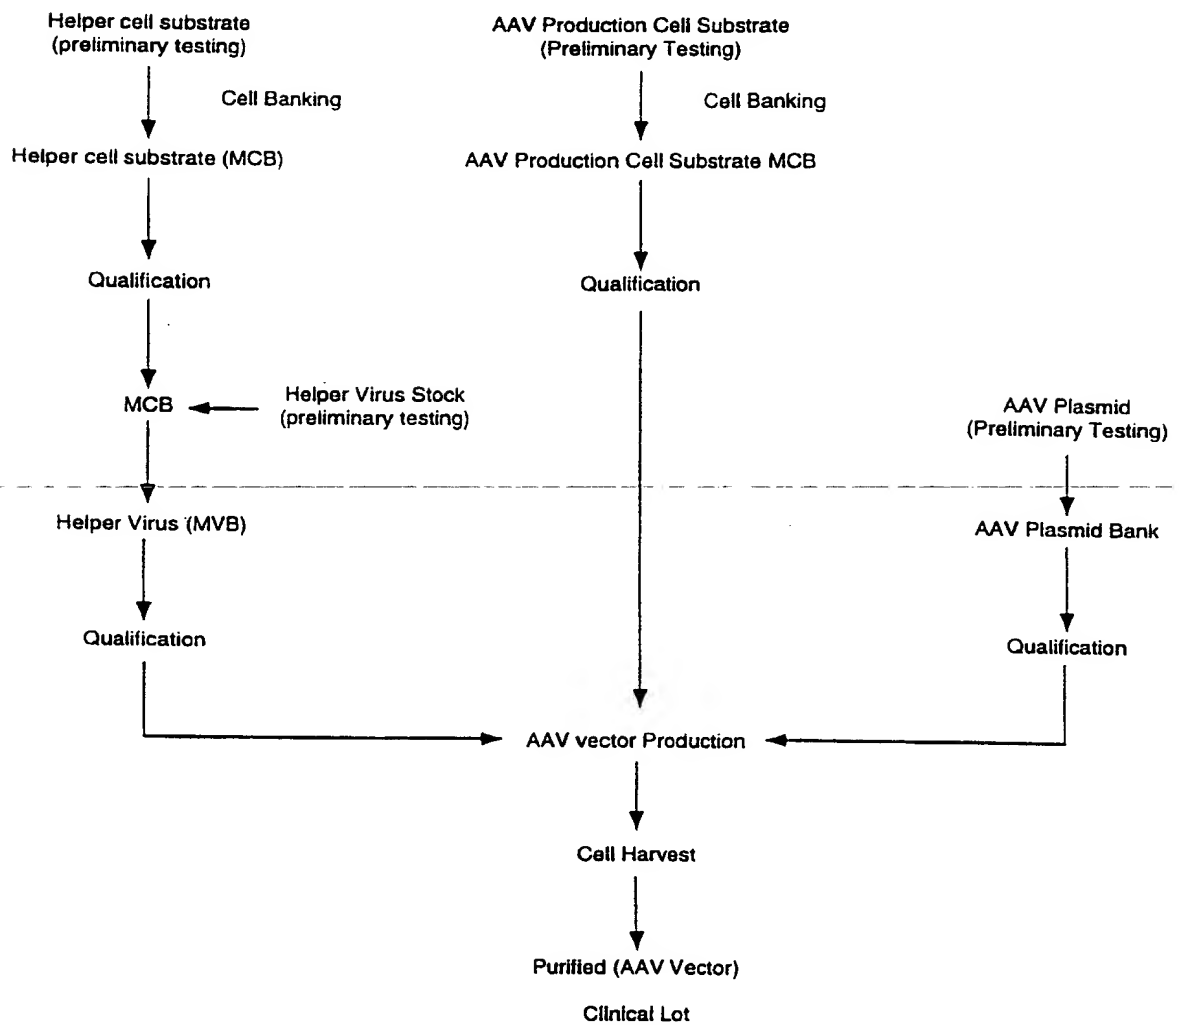 Helper cell substrate
(preliminary testing)
AAV Production Cell Substrate
(Preliminary Testing)
Cell Banking
Cell Banking
Helper cell substrate (MCB)
AAV Production Cell Substrate MCB
Qualification
Qualification
MCB
Helper Virus Stock
(preliminary testing)
AAV Plasmid
(Preliminary Testing)
Helper Virus (MVB)
AAV Plasmid Bank
Qualification
Qualification
AAV vector Production
Cell Harvest
Purified (AAV Vector)
Clinical Lot